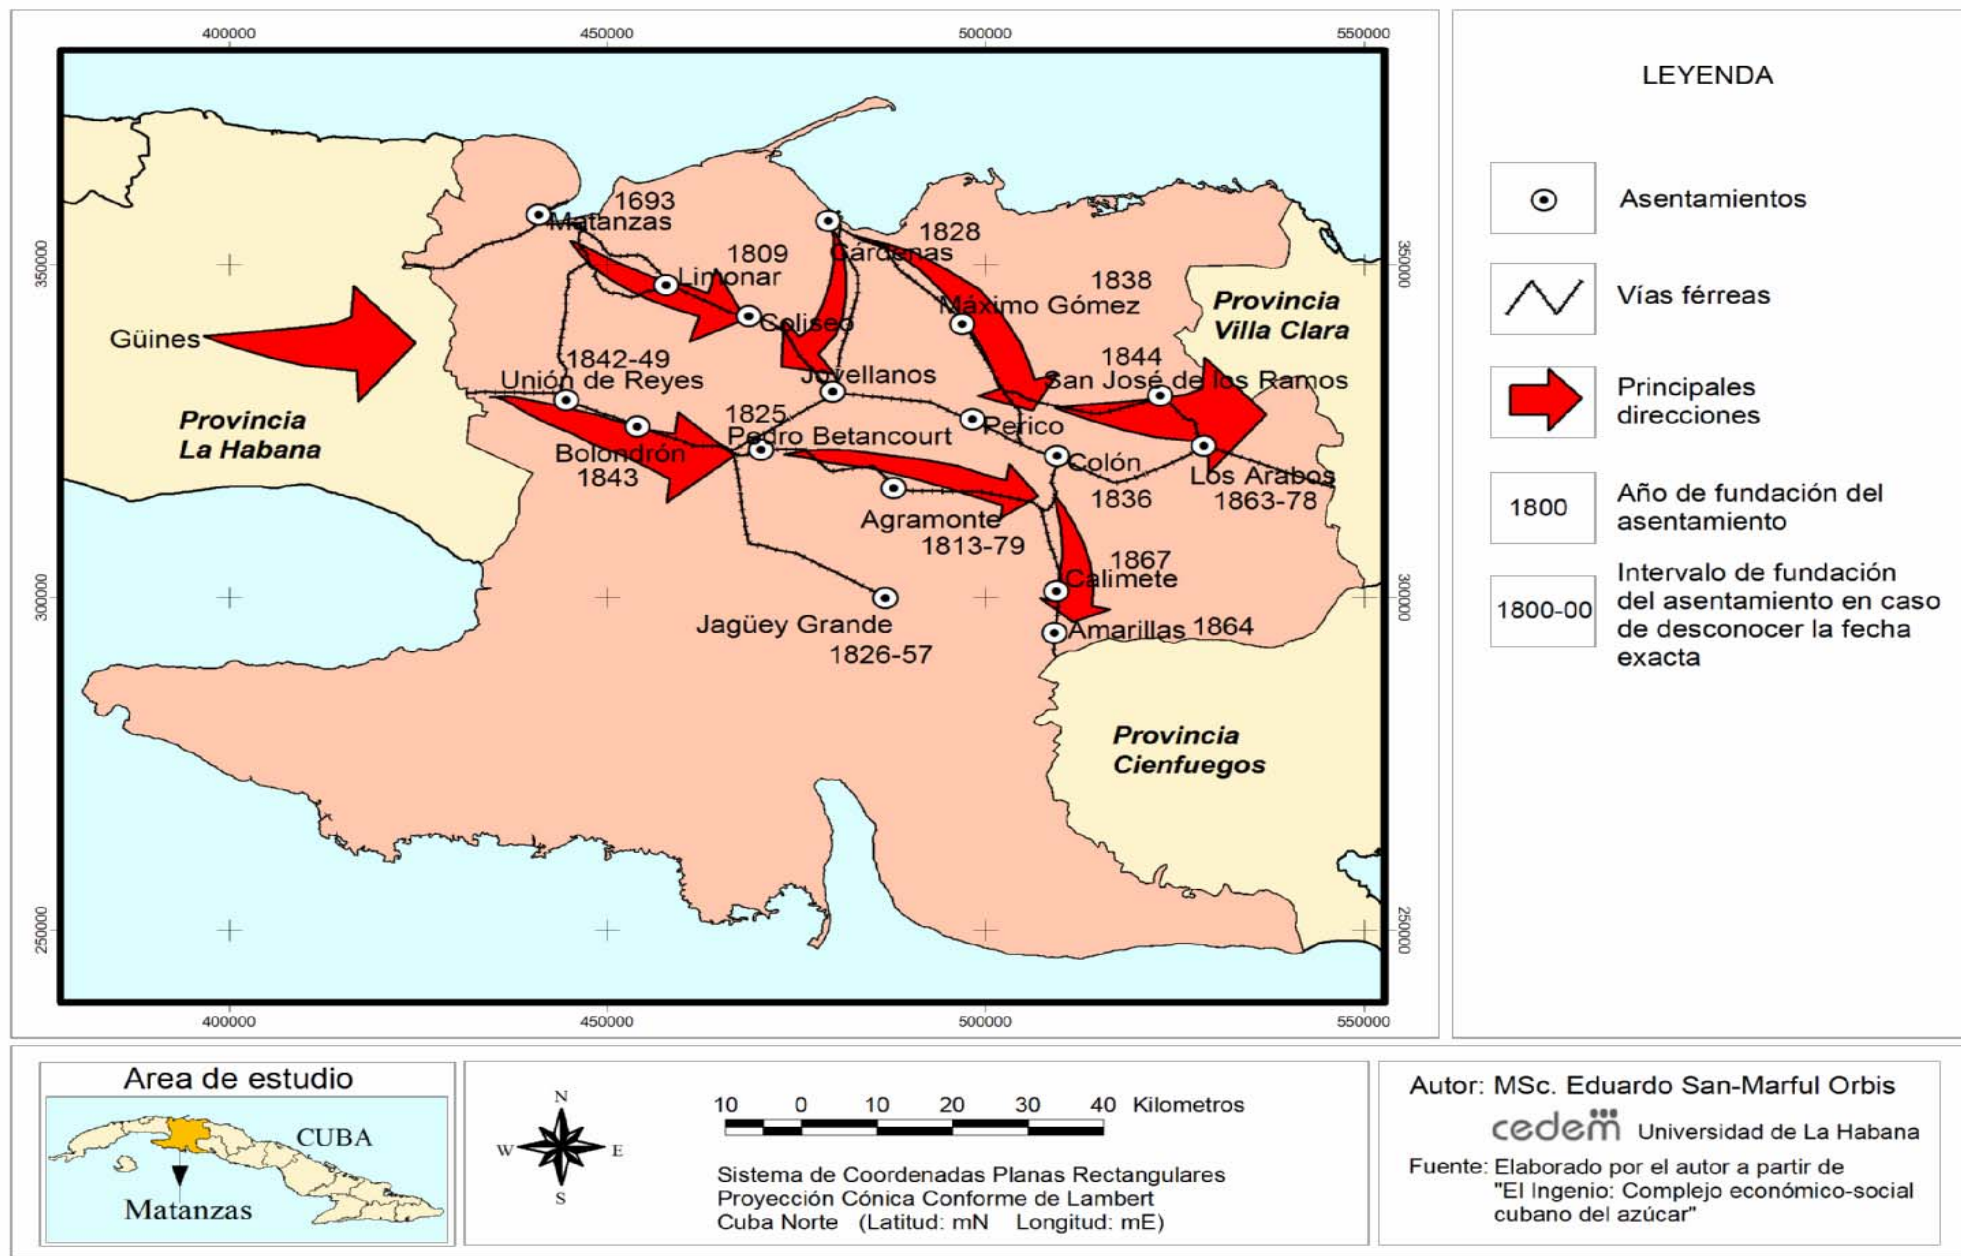 400000
450000
500000
550000
350000
300000
250000
350000
300000
250000
400000
450000
500000
550000
1693
Matanzas
1809
Limonar
Coliseo
1828
Cárdenas
1838
Máximo Gómez
Provincia
Villa Clara
Güines
1842-49
Unión de Reyes
Jovellanos
1844
San José de los Ramos
Provincia
La Habana
1825
Pedro Betancourt
Perico
Bolondrón
1843
Colón
1836
Los Arabos
1863-78
Agramonte
1813-79
1867
Calimete
Jagüey Grande
1826-57
Amarillas 1864
Provincia
Cienfuegos
LEYENDA
Asentamientos
Vías férreas
Principales
direcciones
1800
Año de fundación del
asentamiento
1800-00
Intervalo de fundación
del asentamiento en caso
de desconocer la fecha
exacta
Area de estudio
CUBA
Matanzas
N
W
E
S
10 0 10 20 30 40 Kilometros
Sistema de Coordenadas Planas Rectangulares
Proyección Cónica Conforme de Lambert
Cuba Norte (Latitud: mN Longitud: mE)
Autor: MSc. Eduardo San-Marful Orbis
cedem Universidad de La Habana
Fuente: Elaborado por el autor a partir de
"El Ingenio: Complejo económico-social
cubano del azúcar"